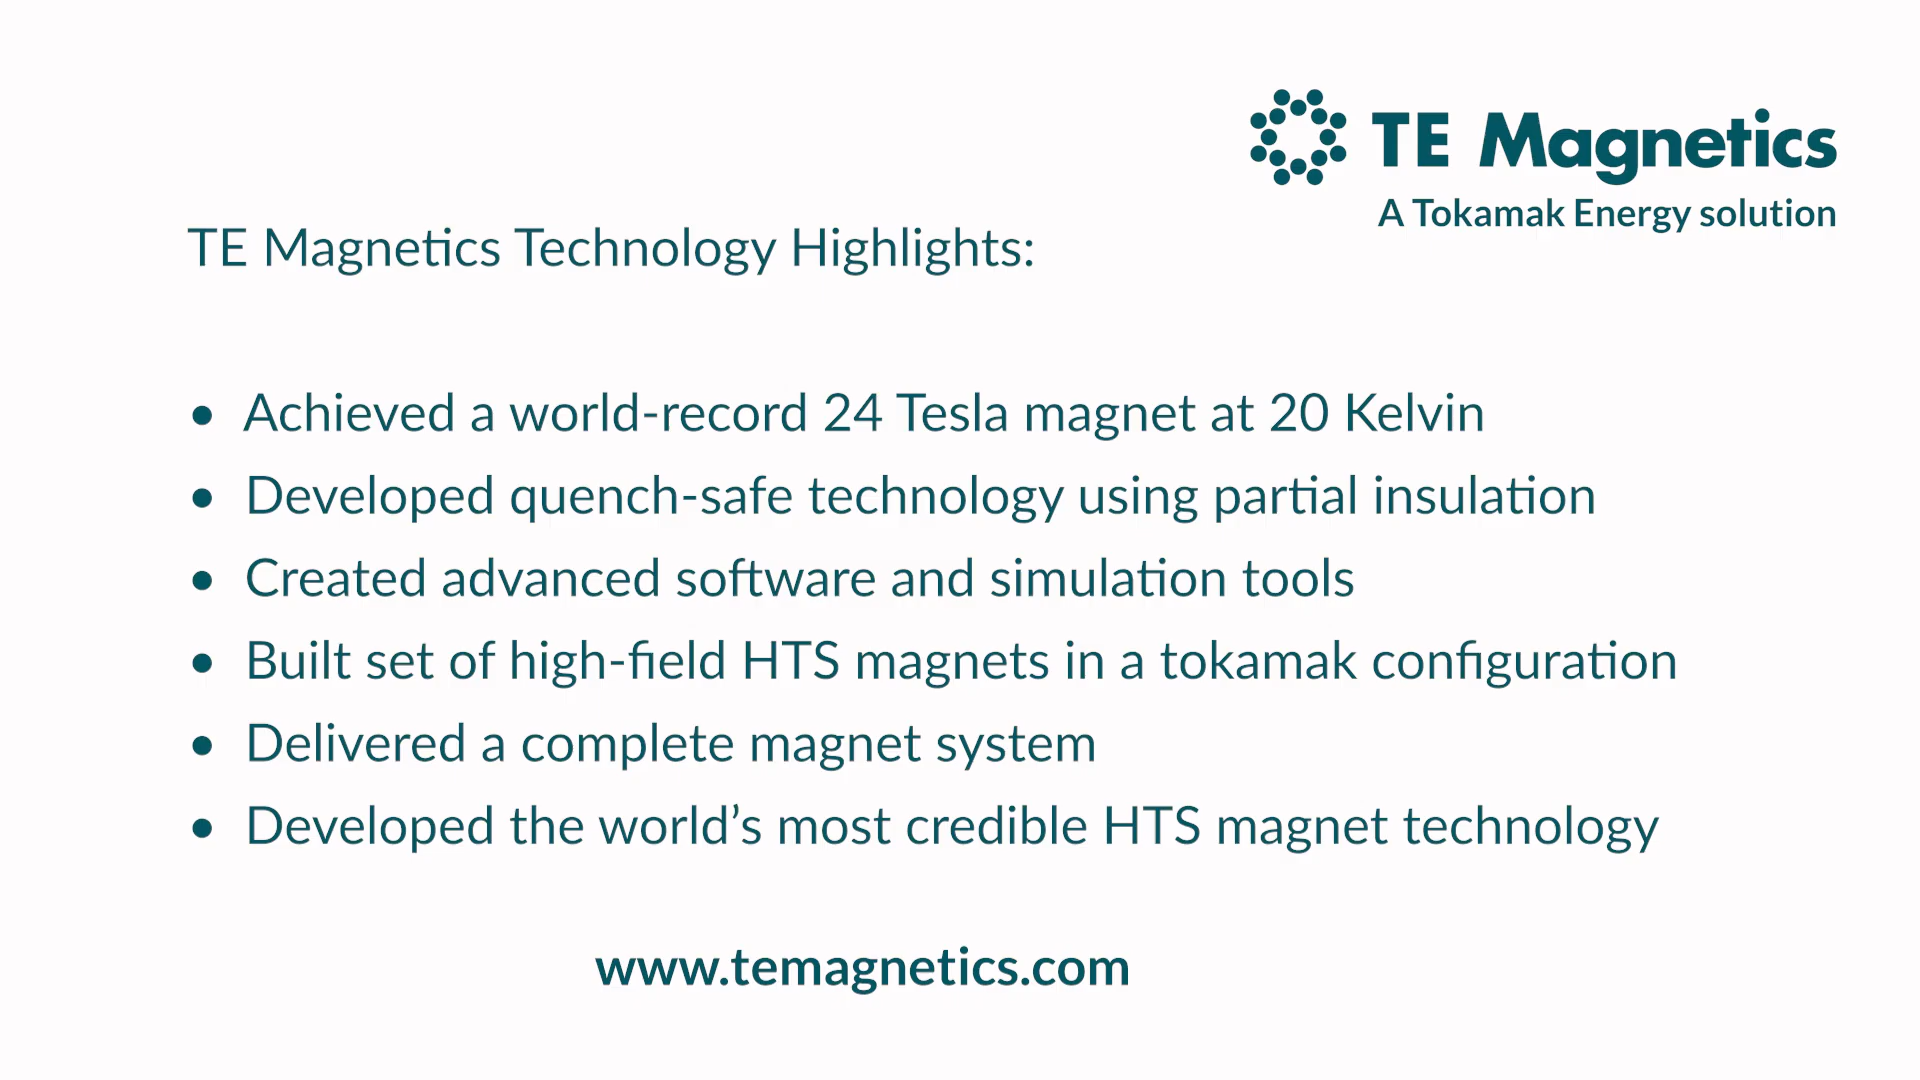 TE Magnetics
A Tokamak Energy solution
TE Magnetics Technology Highlights:
• Achieved a world-record 24 Tesla magnet at 20 Kelvin
• Developed quench-safe technology using partial insulation
• Created advanced software and simulation tools
• Built set of high-field HTS magnets in a tokamak configuration
• Delivered a complete magnet system
• Developed the world’s most credible HTS magnet technology
www.temagnetics.com